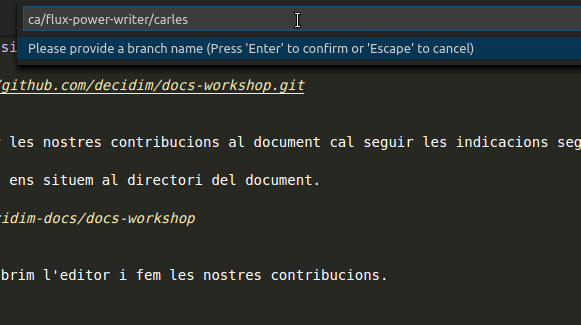 ca/flux-power-writer/carles
Please provide a branch name (Press 'Enter' to confirm or 'Escape' to cancel)
si
/github.com/decidim/docs-workshop.git
r les nostres contribucions al document cal seguir les indicacions seg
ens situem al directori del document.
cidim-docs/docs-workshop
brim l'editor i fem les nostres contribucions.